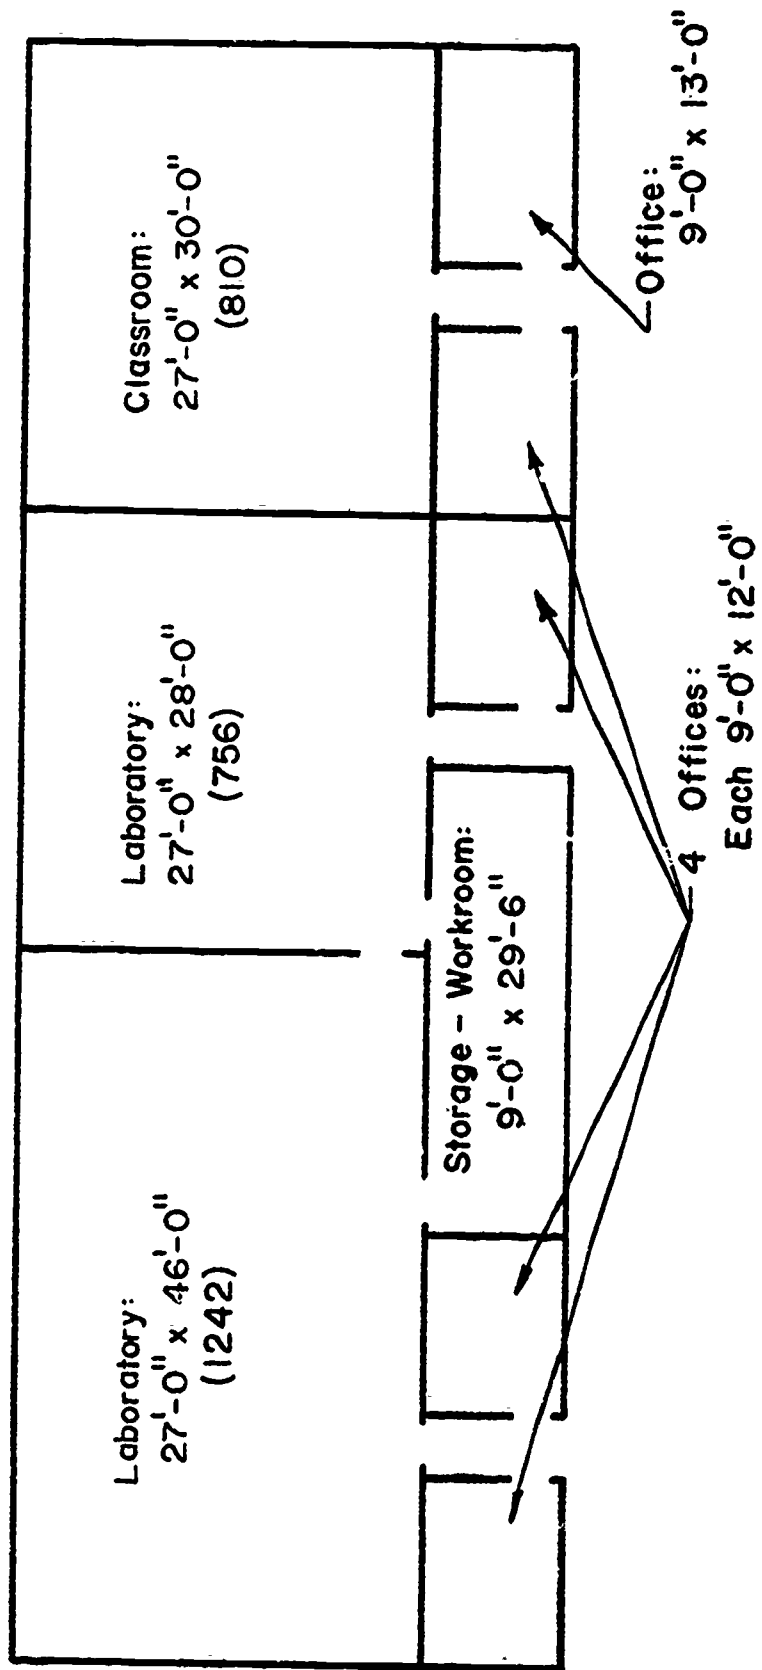 Laboratory:
27'-0" x 46'-0"
(1242)
Laboratory:
27'-0" x 28'-0"
(756)
Classroom:
27'-0" x 30'-0"
(810)
Storage - Workroom:
9'-0" x 29'-6"
4 Offices:
Each 9'-0" x 12'-0"
Office:
9'-0" x 13'-0"